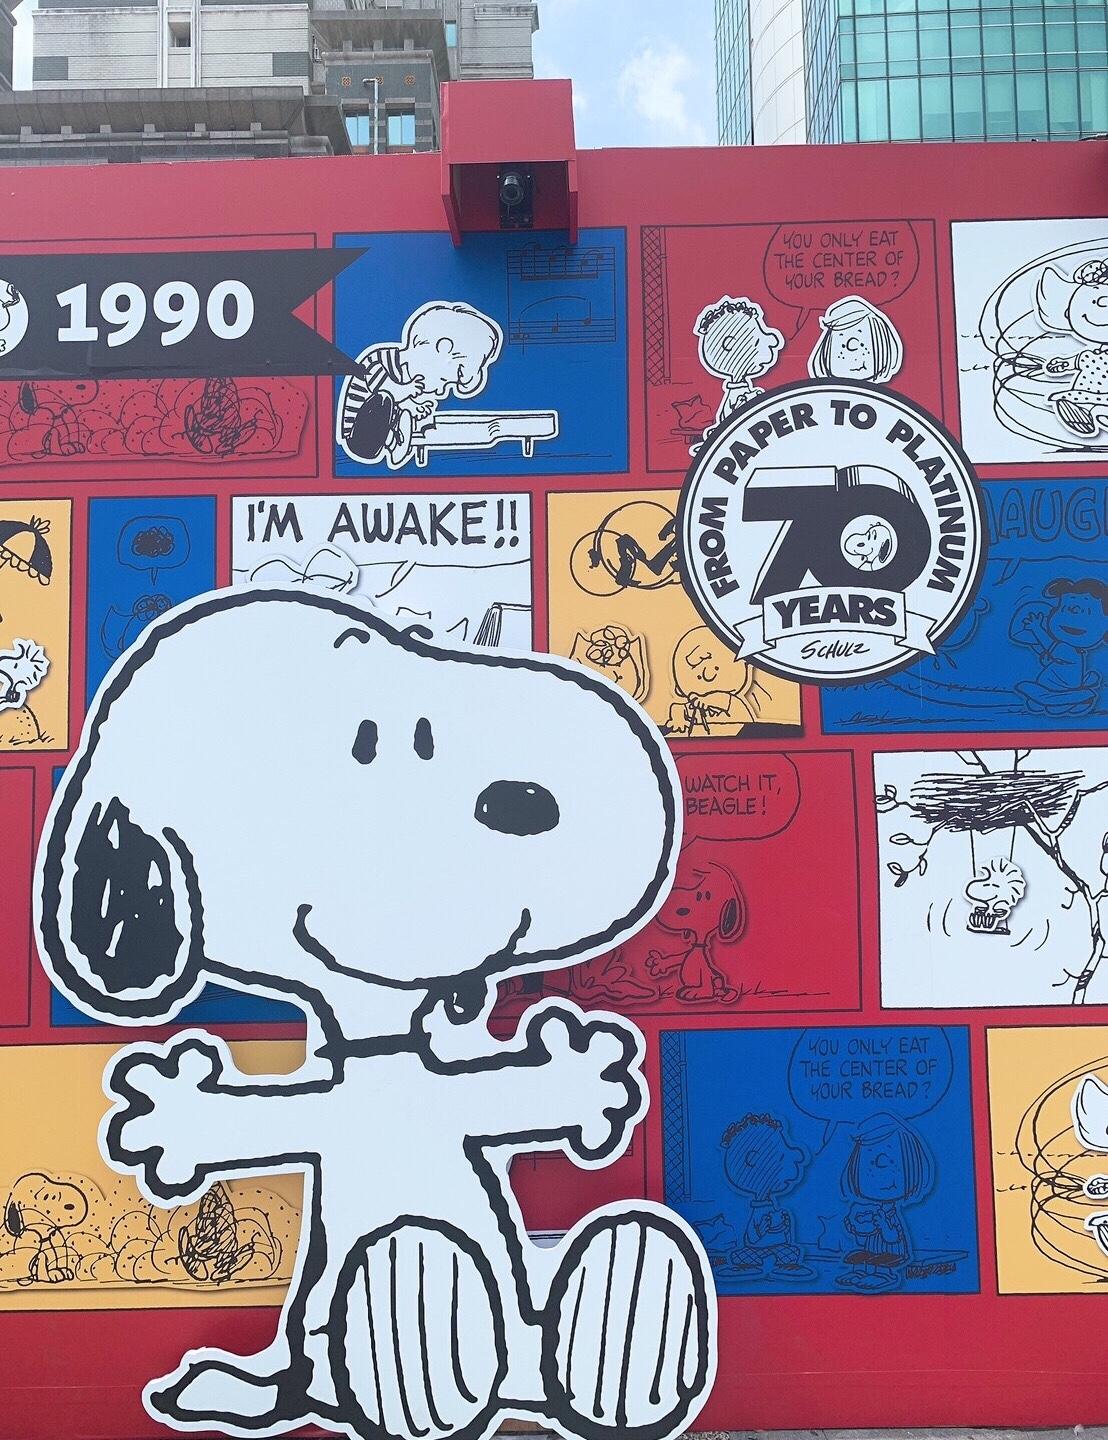 1990
YOU ONLY EAT
THE CENTER OF
YOUR BREAD?
FROM PAPER TO PLATINUM
70
YEARS
SCHULZ
I'M AWAKE!!
WATCH IT,
BEAGLE!
YOU ONLY EAT
THE CENTER OF
YOUR BREAD?